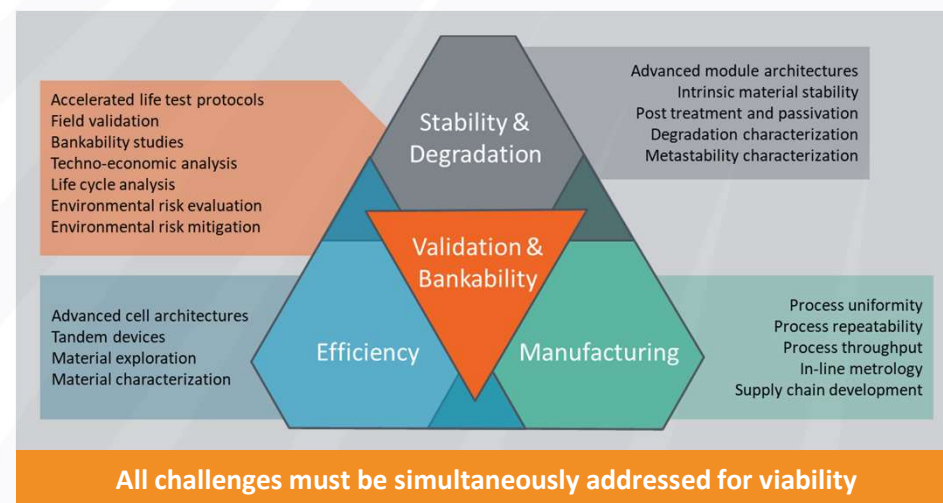 Accelerated life test protocols
Field validation
Bankability studies
Techno-economic analysis
Life cycle analysis
Environmental risk evaluation
Environmental risk mitigation
Stability &
Degradation
Advanced module architectures
Intrinsic material stability
Post treatment and passivation
Degradation characterization
Metastability characterization
Validation &
Bankability
Advanced cell architectures
Tandem devices
Material exploration
Material characterization
Efficiency
Manufacturing
Process uniformity
Process repeatability
Process throughput
In-line metrology
Supply chain development
All challenges must be simultaneously addressed for viability